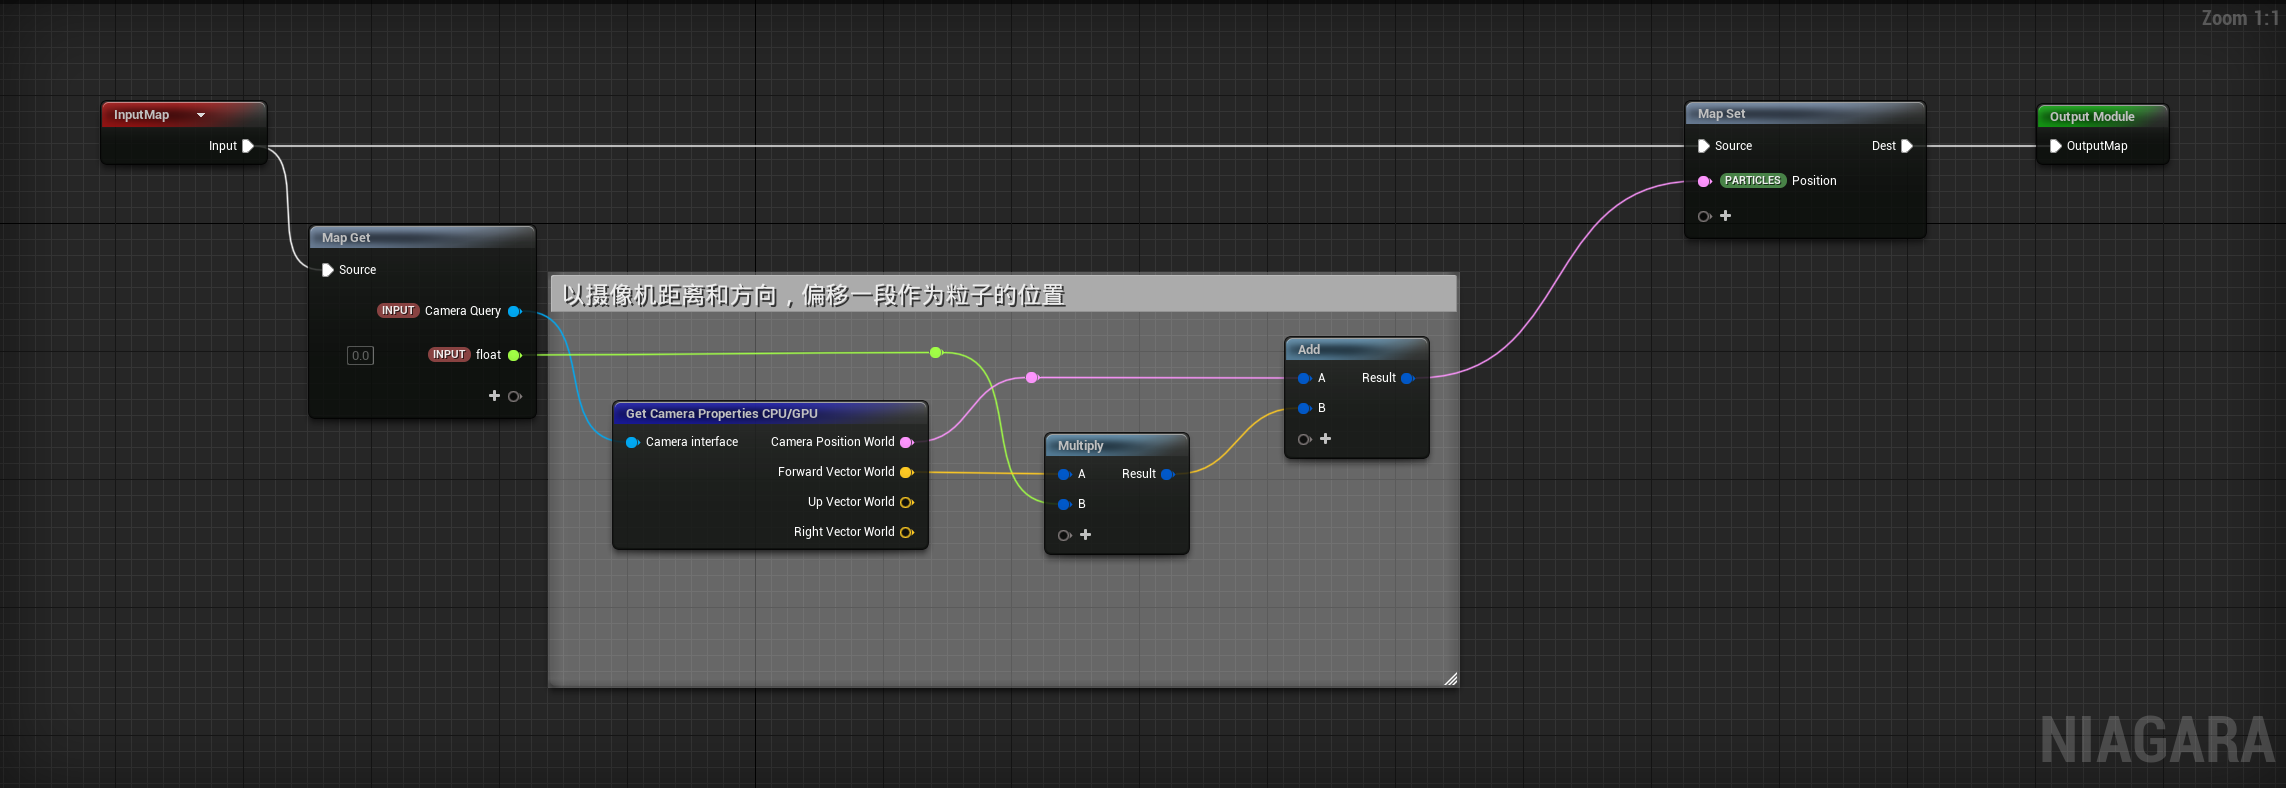 Zoom 1:1
InputMap
Input
Map Get
Source
INPUT Camera Query
0.0 INPUT float
以摄像机距离和方向，偏移一段作为粒子的位置
Get Camera Properties CPU/GPU
Camera interface Camera Position World
Forward Vector World
Up Vector World
Right Vector World
Multiply
A Result
B
Add
A Result
B
Map Set
Source Dest
PARTICLES Position
Output Module
OutputMap
NIAGARA